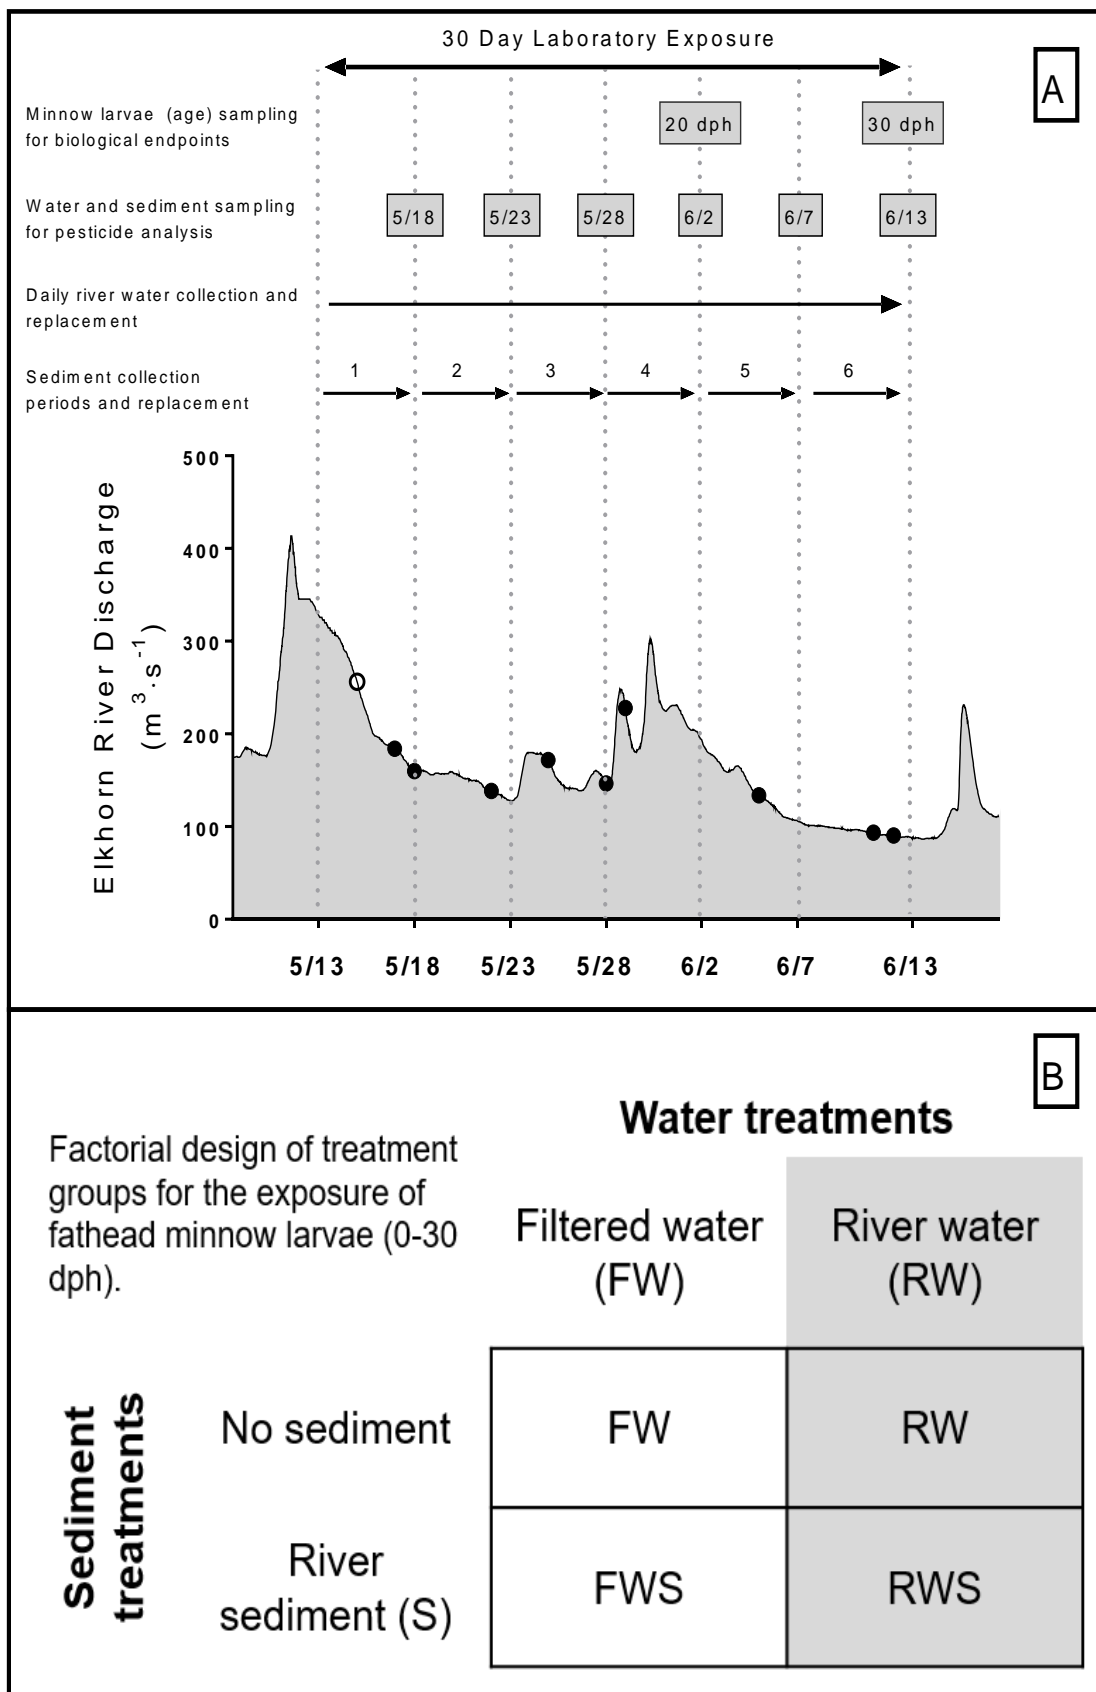 30 Day Laboratory Exposure
A
Minnow larvae (age) sampling
for biological endpoints
20 dph
30 dph
Water and sediment sampling
for pesticide analysis
5/18
5/23
5/28
6/2
6/7
6/13
Daily river water collection and
replacement
Sediment collection
periods and replacement
1
2
3
4
5
6
Elkhorn River Discharge
(m³·s⁻¹)
500
400
300
200
100
0
5/13
5/18
5/23
5/28
6/2
6/7
6/13
B
Water treatments
Factorial design of treatment
groups for the exposure of
fathead minnow larvae (0-30
dph).
Filtered water
(FW)
River water
(RW)
Sediment
treatments
No sediment
FW
RW
River
sediment (S)
FWS
RWS